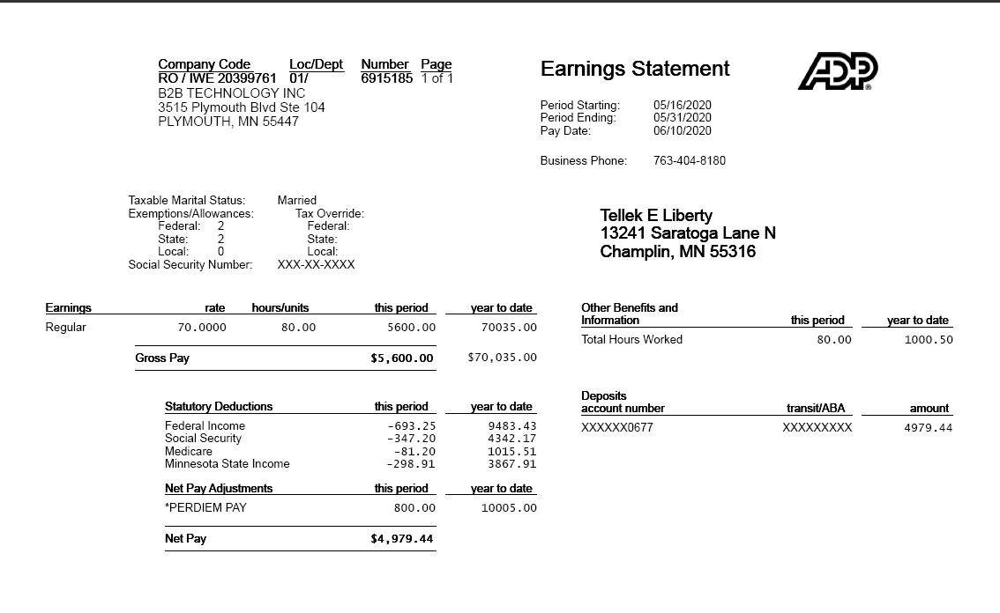 Company Code Loc/Dept Number Page
RO / IWE 20399761 01/ 6915185 1 of 1
B2B TECHNOLOGY INC
3515 Plymouth Blvd Ste 104
PLYMOUTH, MN 55447
Earnings Statement
ADP®
Period Starting: 05/16/2020
Period Ending: 05/31/2020
Pay Date: 06/10/2020
Business Phone: 763-404-8180
Taxable Marital Status: Married
Exemptions/Allowances: Tax Override:
Federal: 2 Federal:
State: 2 State:
Local: 0 Local:
Social Security Number: XXX-XX-XXXX
Tellek E Liberty
13241 Saratoga Lane N
Champlin, MN 55316
Earnings rate hours/units this period year to date
Regular 70.0000 80.00 5600.00 70035.00
Gross Pay $5,600.00 $70,035.00
Statutory Deductions this period year to date
Federal Income -693.25 9483.43
Social Security -347.20 4342.17
Medicare -81.20 1015.51
Minnesota State Income -298.91 3867.91
Net Pay Adjustments this period year to date
*PERDIEM PAY 800.00 10005.00
Net Pay $4,979.44
Other Benefits and
Information this period year to date
Total Hours Worked 80.00 1000.50
Deposits
account number transit/ABA amount
XXXXXX0677 XXXXXXXXX 4979.44